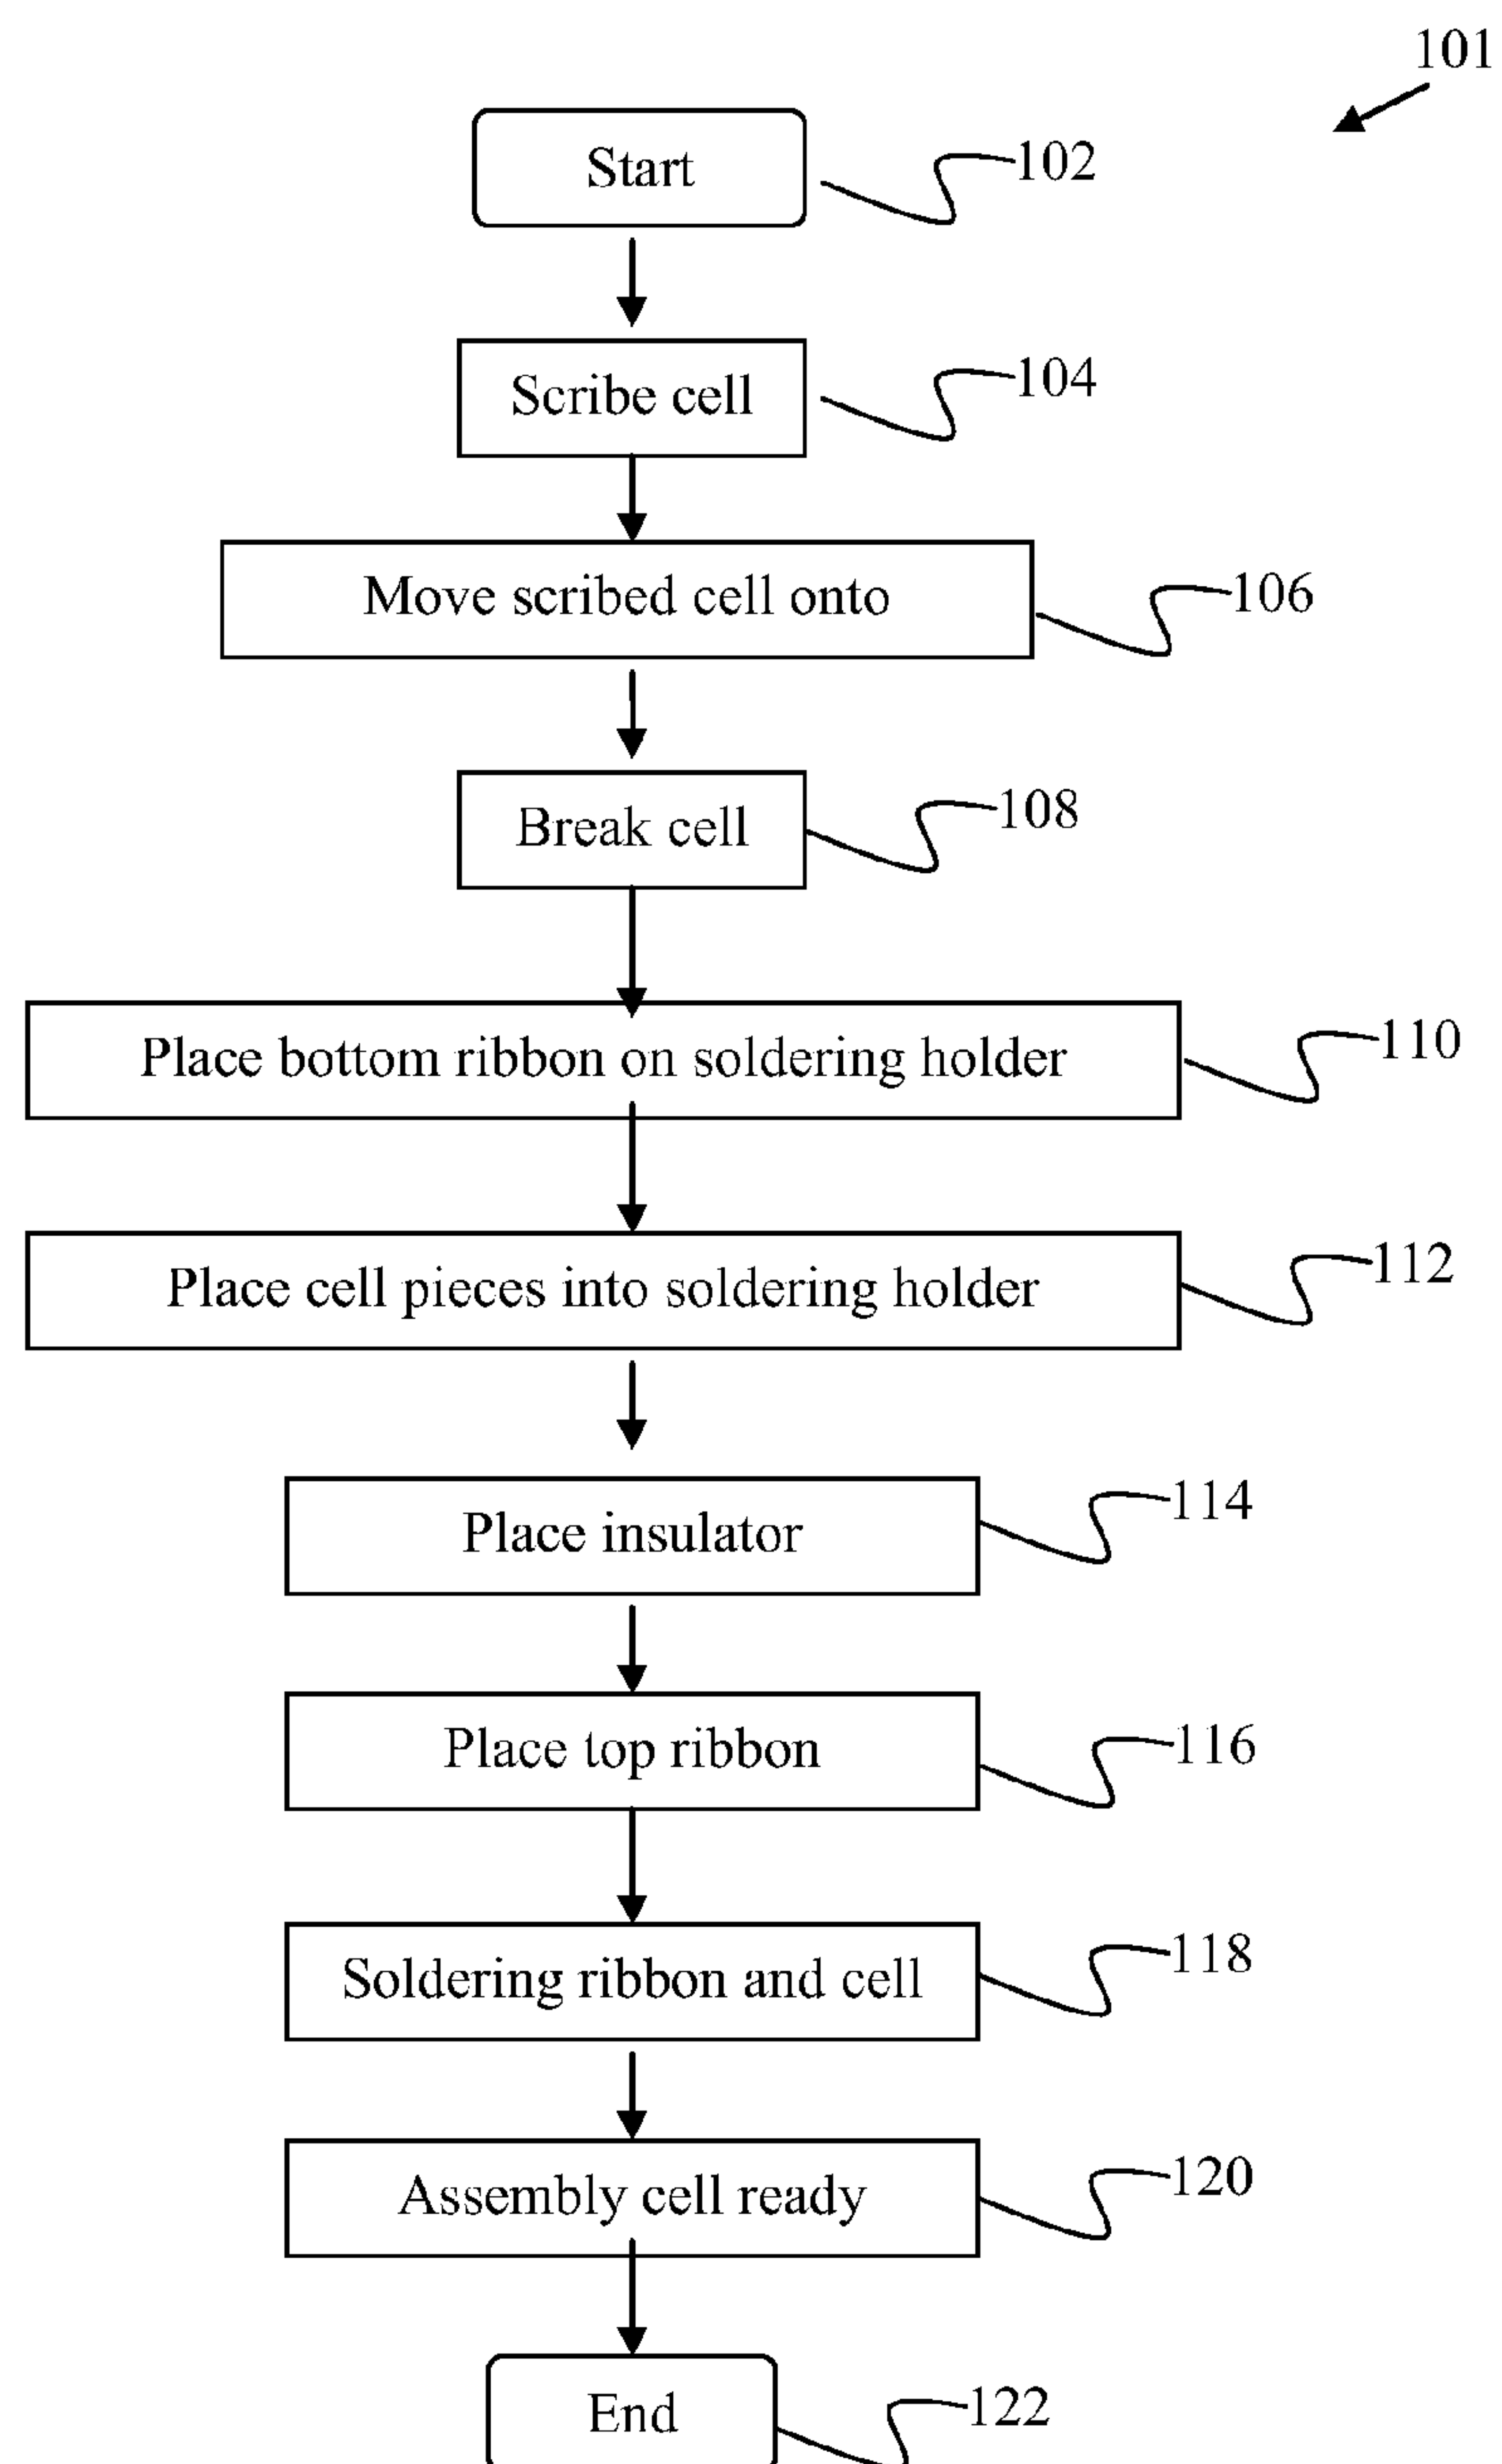 101
Start
102
Scribe cell
104
Move scribed cell onto
106
Break cell
108
Place bottom ribbon on soldering holder
110
Place cell pieces into soldering holder
112
Place insulator
114
Place top ribbon
116
Soldering ribbon and cell
118
Assembly cell ready
120
End
122